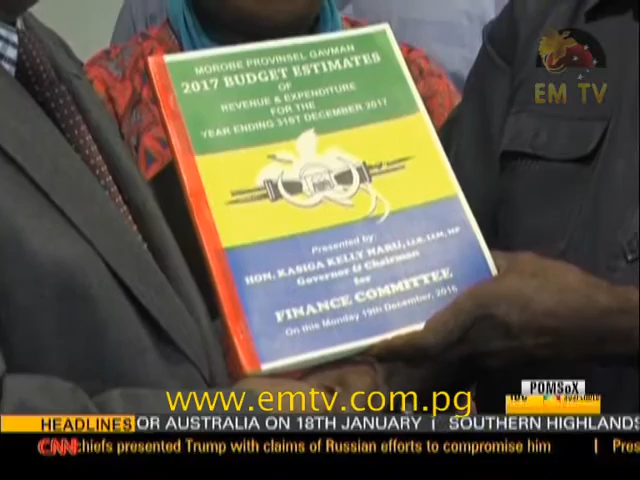 EM TV
MOROBE PROVINSEL GAVMAN
2017 BUDGET ESTIMATES
OF
REVENUE & EXPENDITURE
FOR THE
YEAR ENDING 31ST DECEMBER 2017
Presented by:
HON. KASIGA KELLY NARU, LLB, LLM, MP
Governor & Chairman
for
FINANCE COMMITTEE
On this Monday 19th December, 2016
www.emtv.com.pg
POMSoX
HEADLINES OR AUSTRALIA ON 18TH JANUARY | SOUTHERN HIGHLANDS
CNN chiefs presented Trump with claims of Russian efforts to compromise him | Pres